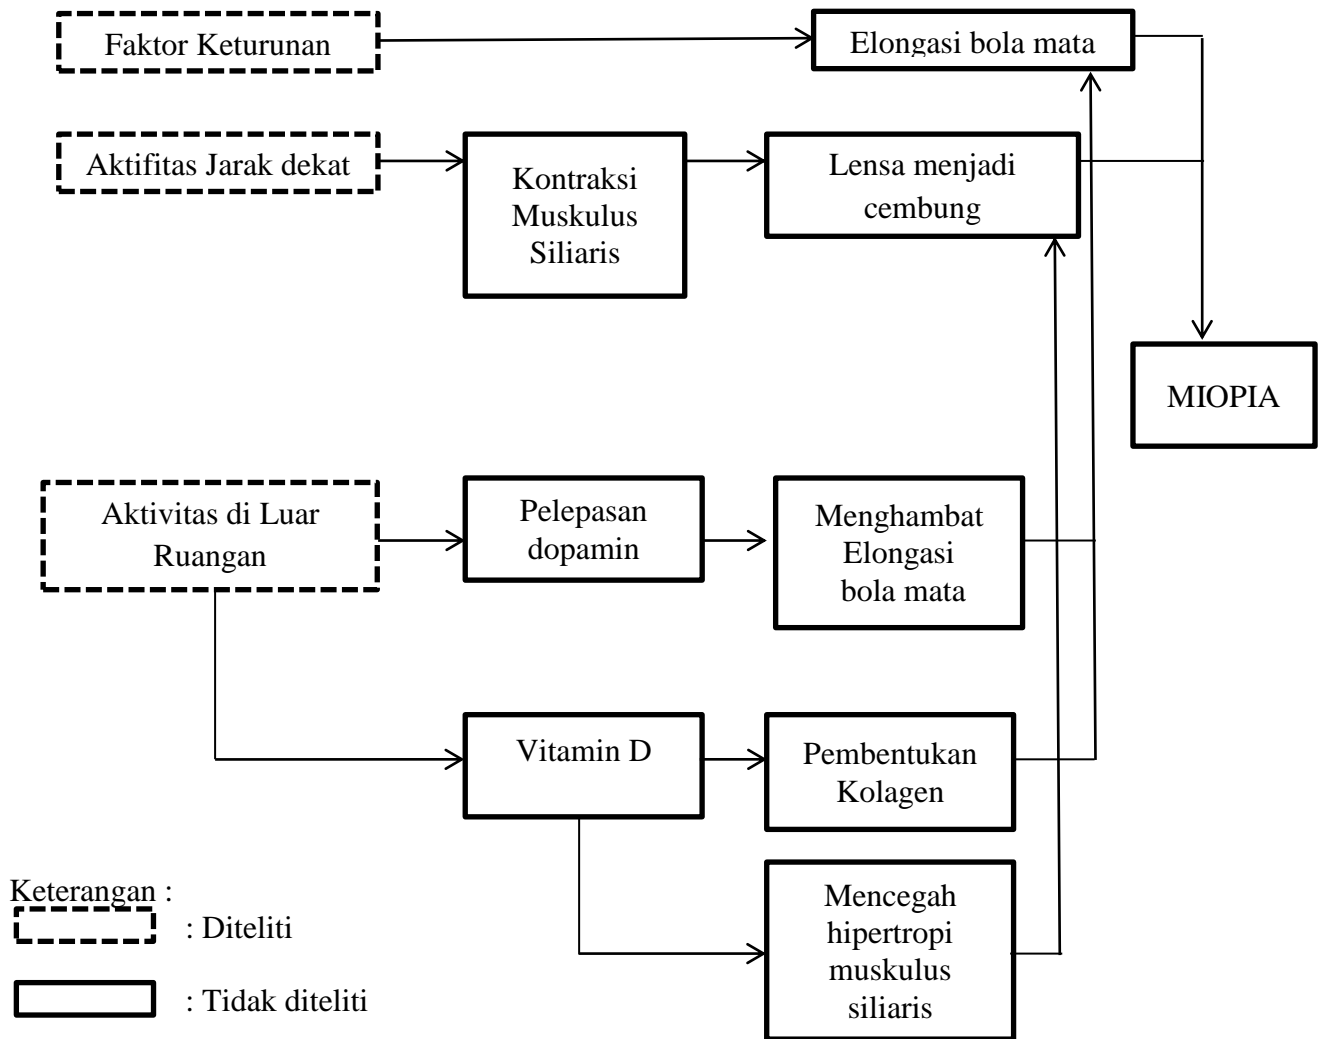 Faktor Keturunan
Elongasi bola mata
Aktifitas Jarak dekat
Kontraksi
Muskulus
Siliaris
Lensa menjadi
cembung
MIOPIA
Aktivitas di Luar
Ruangan
Pelepasan
dopamin
Menghambat
Elongasi
bola mata
Vitamin D
Pembentukan
Kolagen
Mencegah
hipertropi
muskulus
siliaris
Keterangan :
: Diteliti
: Tidak diteliti